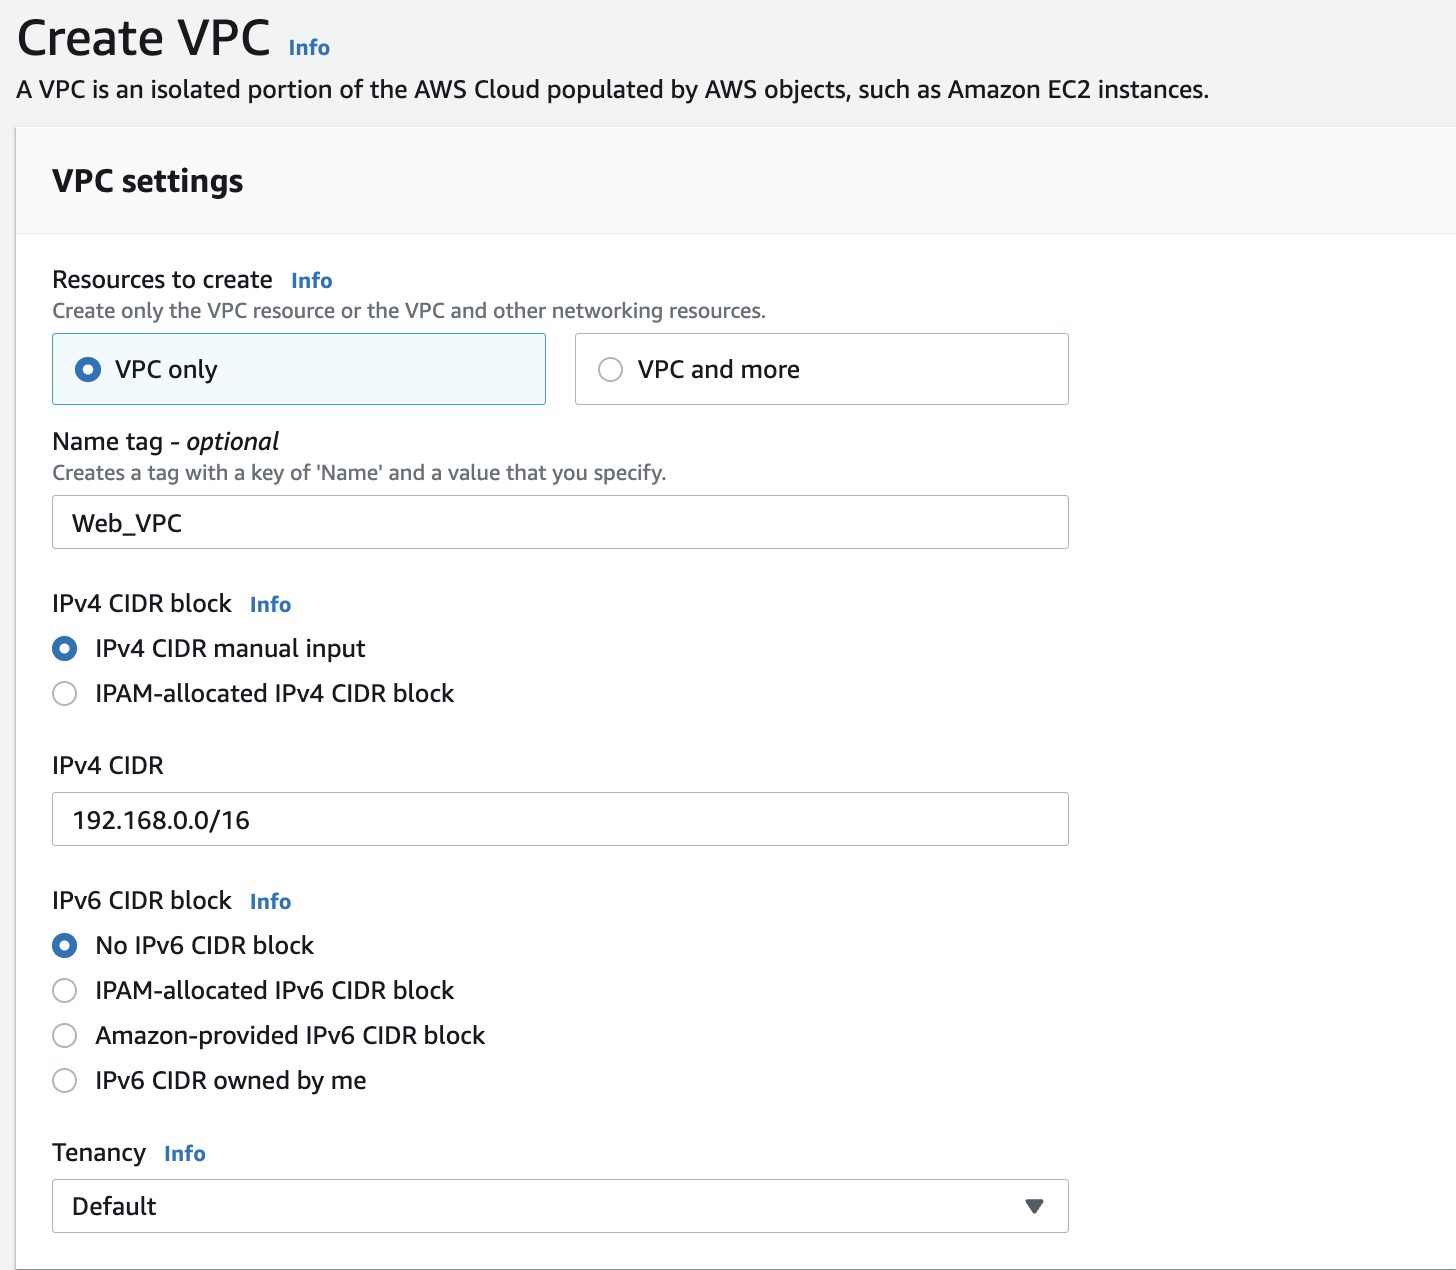 Create VPC Info
A VPC is an isolated portion of the AWS Cloud populated by AWS objects, such as Amazon EC2 instances.
VPC settings
Resources to create Info
Create only the VPC resource or the VPC and other networking resources.
VPC only
VPC and more
Name tag - optional
Creates a tag with a key of 'Name' and a value that you specify.
Web_VPC
IPv4 CIDR block Info
IPv4 CIDR manual input
IPAM-allocated IPv4 CIDR block
IPv4 CIDR
192.168.0.0/16
IPv6 CIDR block Info
No IPv6 CIDR block
IPAM-allocated IPv6 CIDR block
Amazon-provided IPv6 CIDR block
IPv6 CIDR owned by me
Tenancy Info
Default